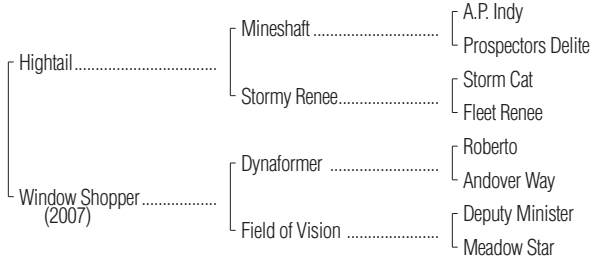 A.P. Indy
Mineshaft ............................
Prospectors Delite
Hightail................................
Storm Cat
Stormy Renee......................
Fleet Renee
Roberto
Dynaformer ........................
Andover Way
Window Shopper.................
(2007)
Deputy Minister
Field of Vision ....................
Meadow Star